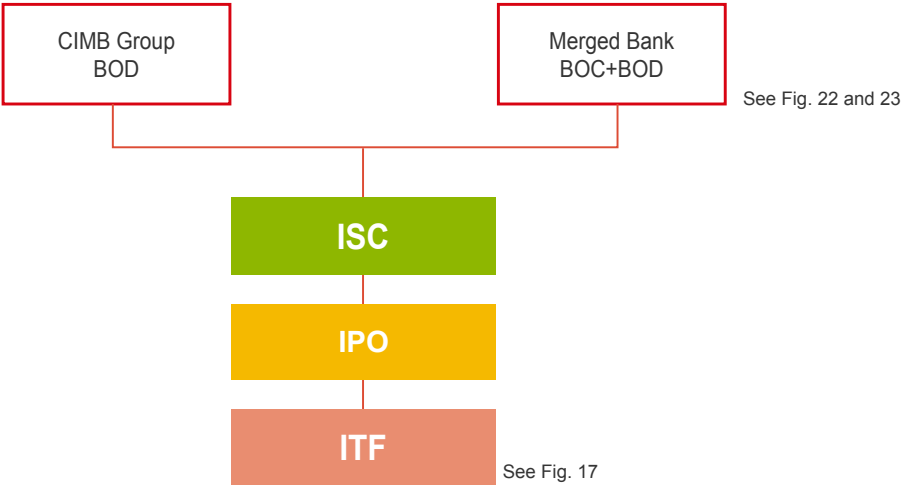 CIMB Group
BOD
Merged Bank
BOC+BOD
See Fig. 22 and 23
ISC
IPO
ITF
See Fig. 17